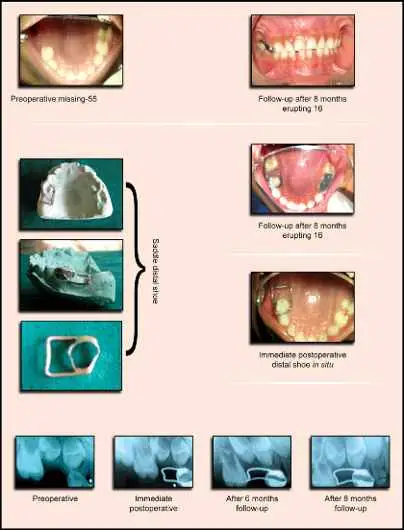 Preoperative missing-55
Follow-up after 8 months
erupting 16
Saddle distal shoe
Follow-up after 8 months
erupting 16
Immediate postoperative
distal shoe in situ
Preoperative
Immediate
postoperative
After 6 months
follow-up
After 8 months
follow-up